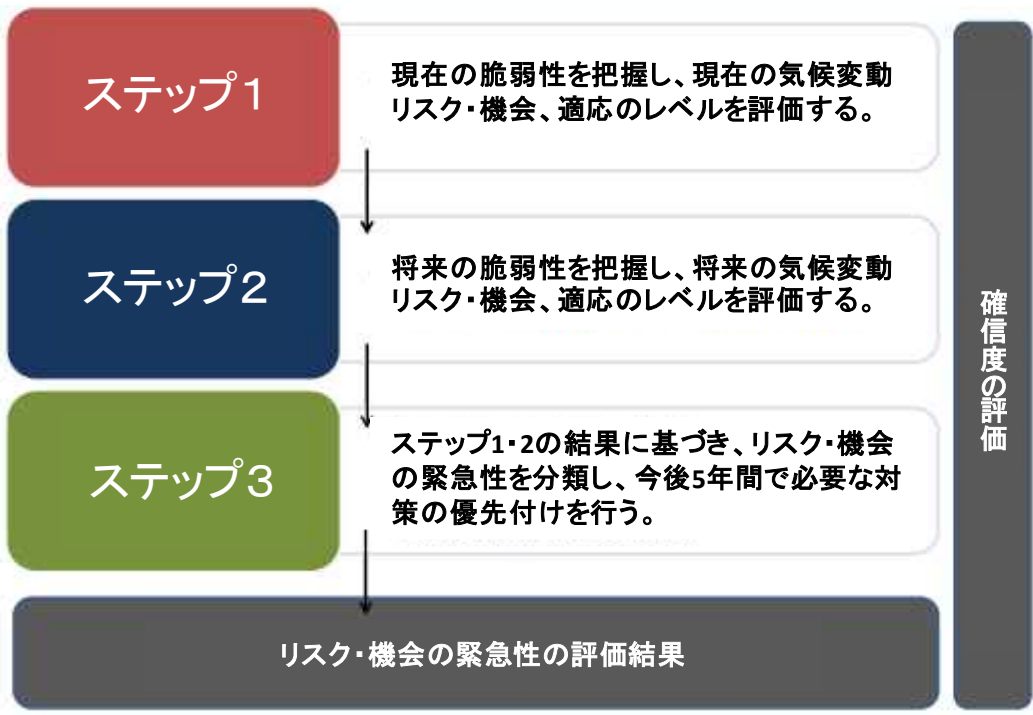 ステップ1
現在の脆弱性を把握し、現在の気候変動
リスク・機会、適応のレベルを評価する。
ステップ2
将来の脆弱性を把握し、将来の気候変動
リスク・機会、適応のレベルを評価する。
ステップ3
ステップ1・2の結果に基づき、リスク・機会
の緊急性を分類し、今後5年間で必要な対
策の優先付けを行う。
リスク・機会の緊急性の評価結果
確信度の評価